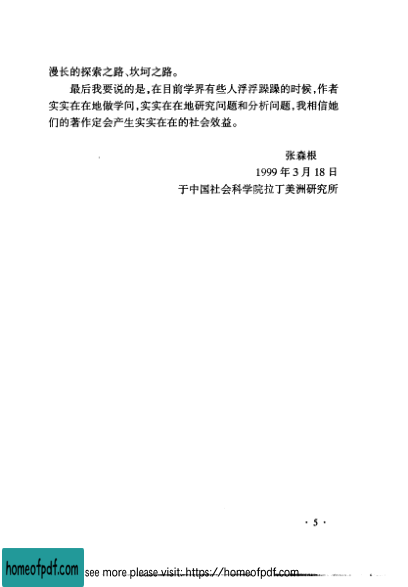 漫长的探索之路、坎坷之路。
最后我要说的是,在目前学界有些人浮浮躁躁的时候,作者
实实在在地做学问,实实在在地研究问题和分析问题,我相信她
们的著作定会产生实实在在的社会效益。
张森根
1999 年 3 月 18 日
于中国社会科学院拉丁美洲研究所
· 5 ·
homeofpdf.com
see more please visit: https://homeofpdf.com